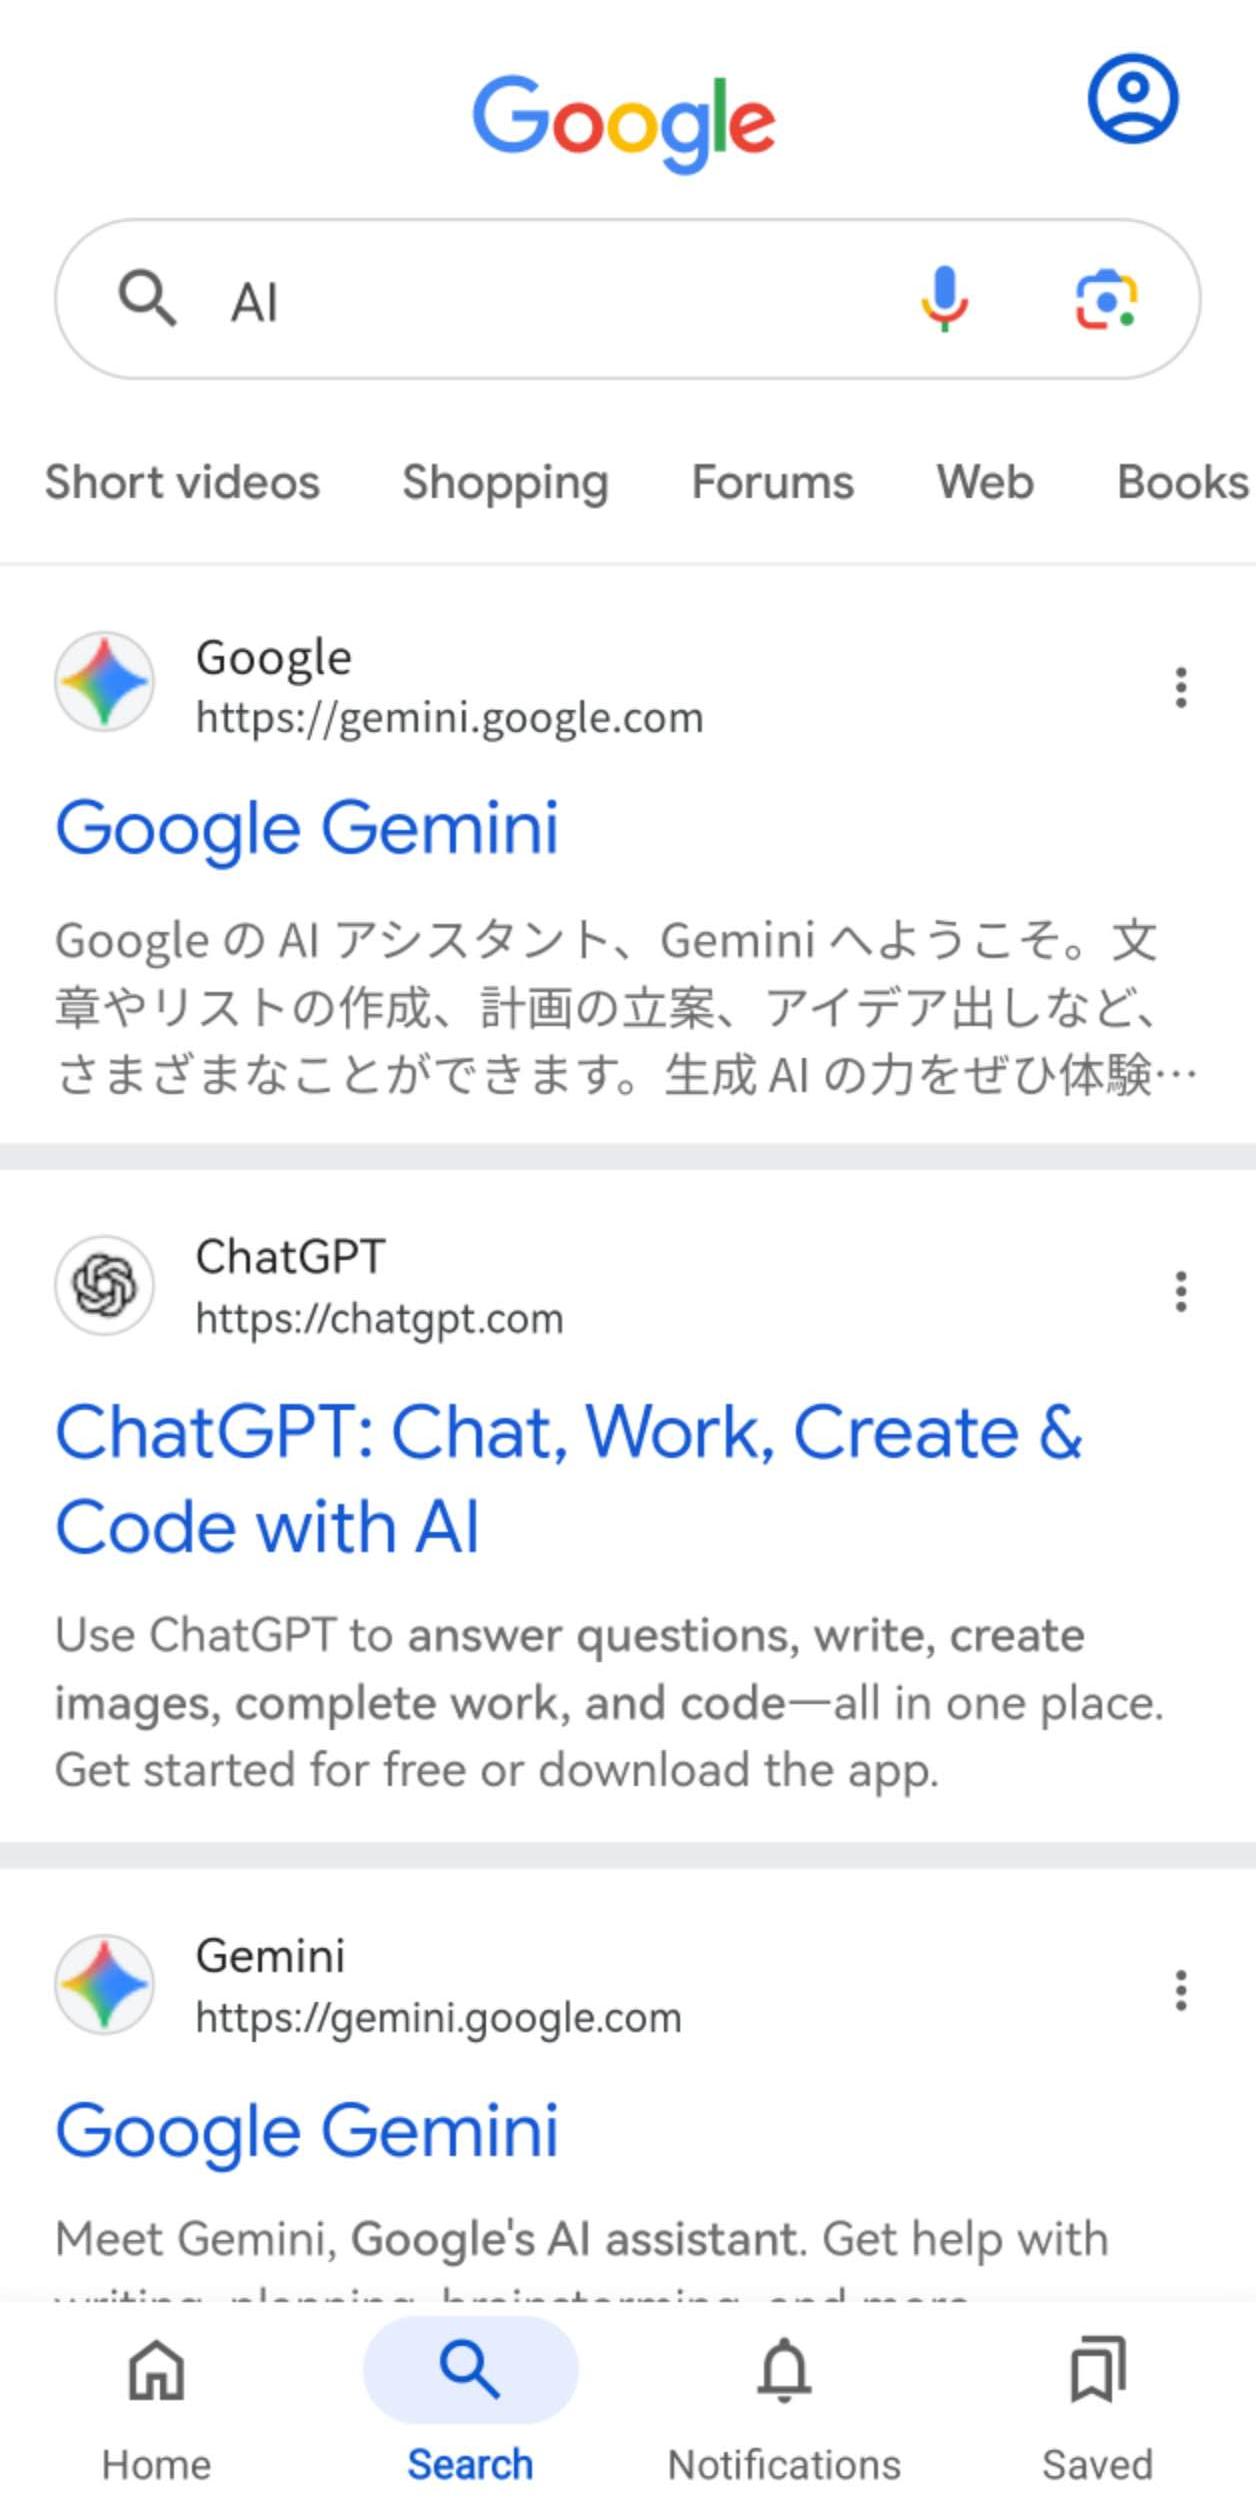 Google
AI
Short videos Shopping Forums Web Books
Google
https://gemini.google.com
Google Gemini
Google の AI アシスタント、Gemini へようこそ。文
章やリストの作成、計画の立案、アイデア出しなど、
さまざまなことができます。生成 AI の力をぜひ体験…
ChatGPT
https://chatgpt.com
ChatGPT: Chat, Work, Create &
Code with AI
Use ChatGPT to answer questions, write, create
images, complete work, and code—all in one place.
Get started for free or download the app.
Gemini
https://gemini.google.com
Google Gemini
Meet Gemini, Google's AI assistant. Get help with
writing, planning, brainstorming, and more.
Home Search Notifications Saved